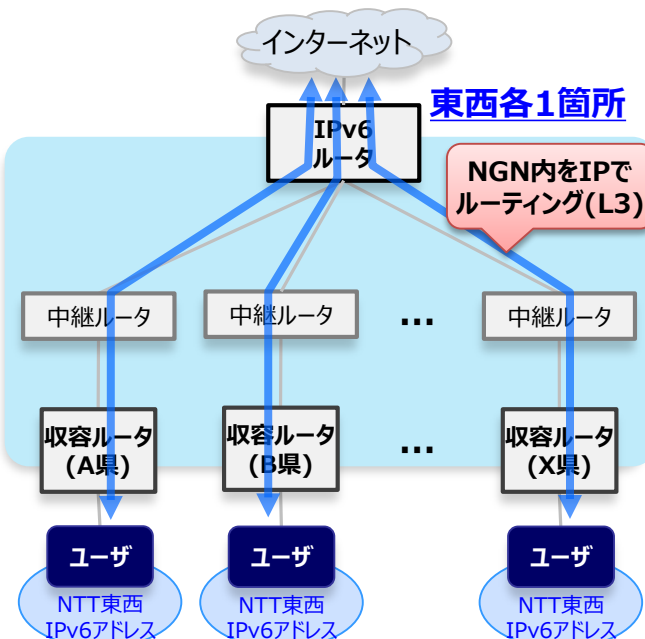 インターネット
東西各1箇所
IPv6
ルータ
NGN内をIPで
ルーティング(L3)
中継ルータ
中継ルータ
…
中継ルータ
収容ルータ
(A県)
収容ルータ
(B県)
…
収容ルータ
(X県)
ユーザ
ユーザ
ユーザ
NTT東西
IPv6アドレス
NTT東西
IPv6アドレス
NTT東西
IPv6アドレス